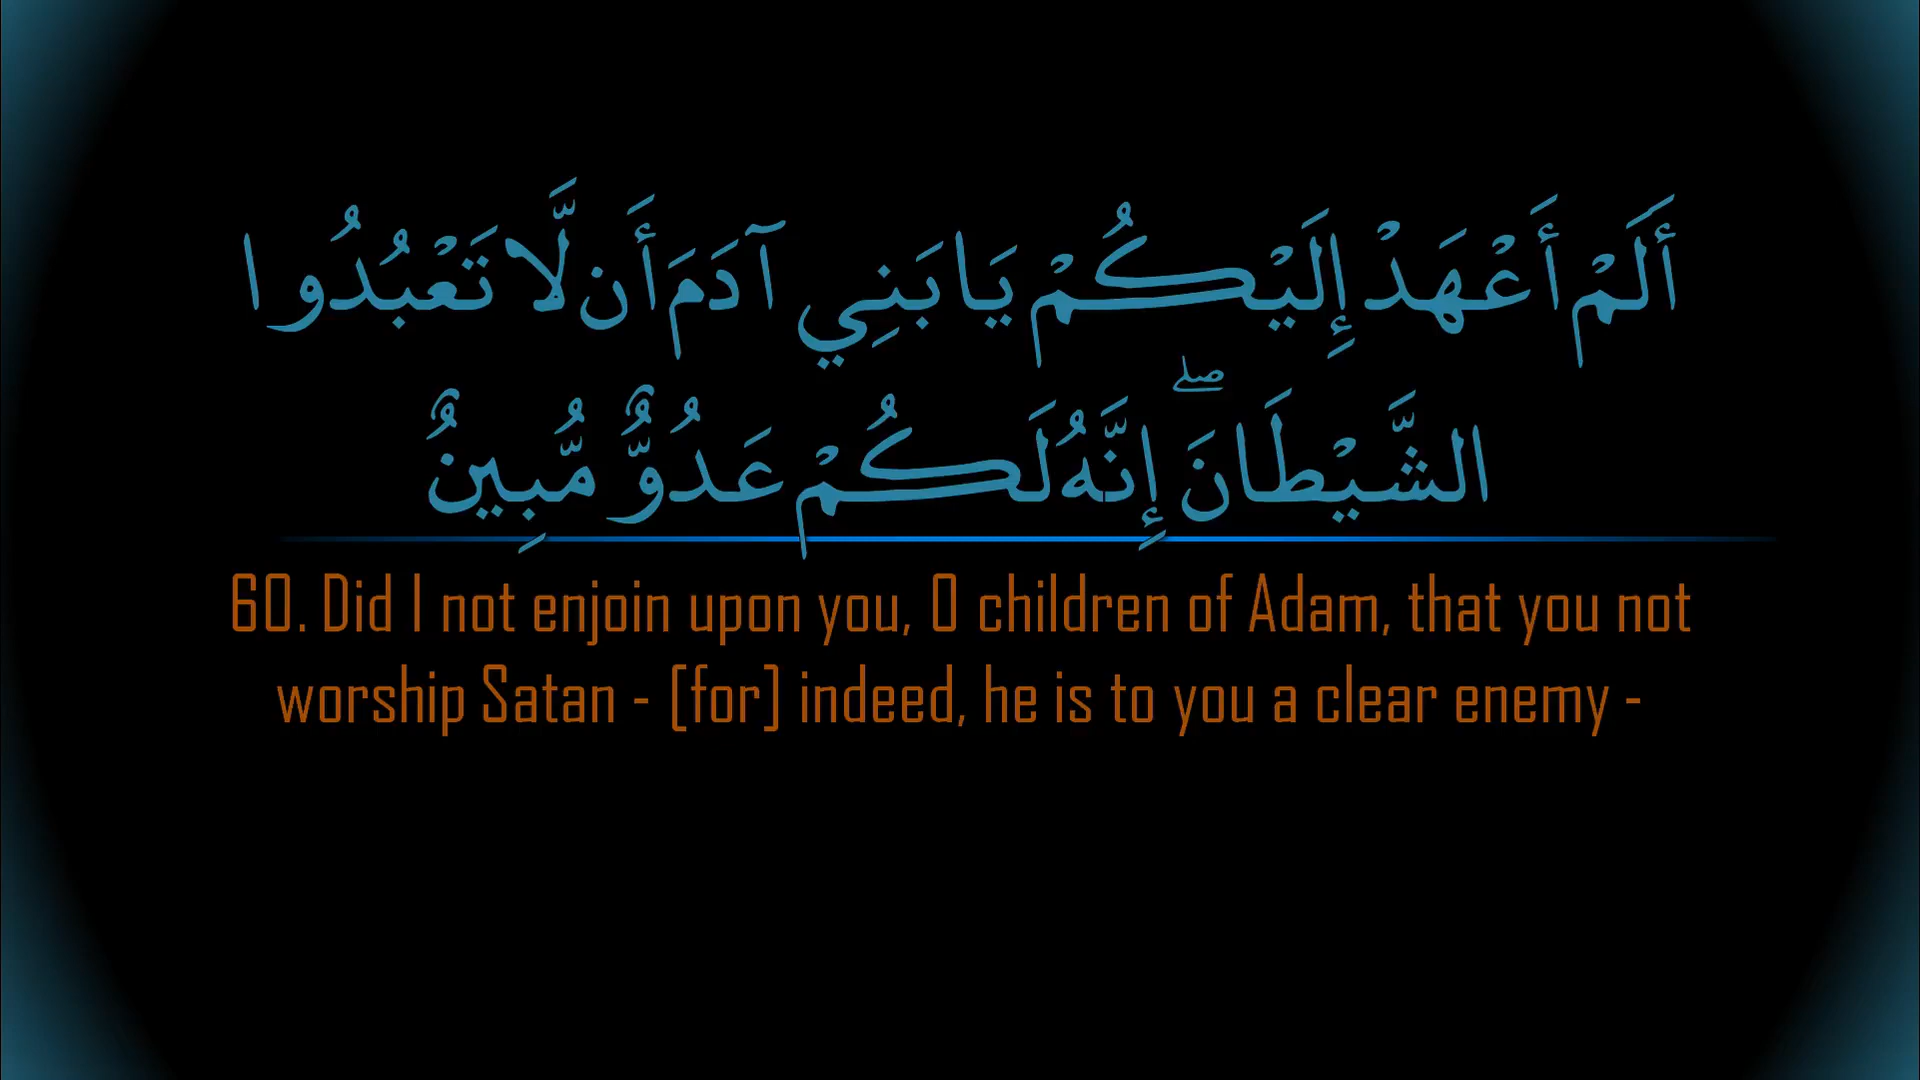 أَلَمْ أَعْهَدْ إِلَيْكُمْ يَا بَنِي آدَمَ أَن لَّا تَعْبُدُوا
الشَّيْطَانَ ۖ إِنَّهُ لَكُمْ عَدُوٌّ مُّبِينٌ
60. Did I not enjoin upon you, O children of Adam, that you not
worship Satan - [for] indeed, he is to you a clear enemy -